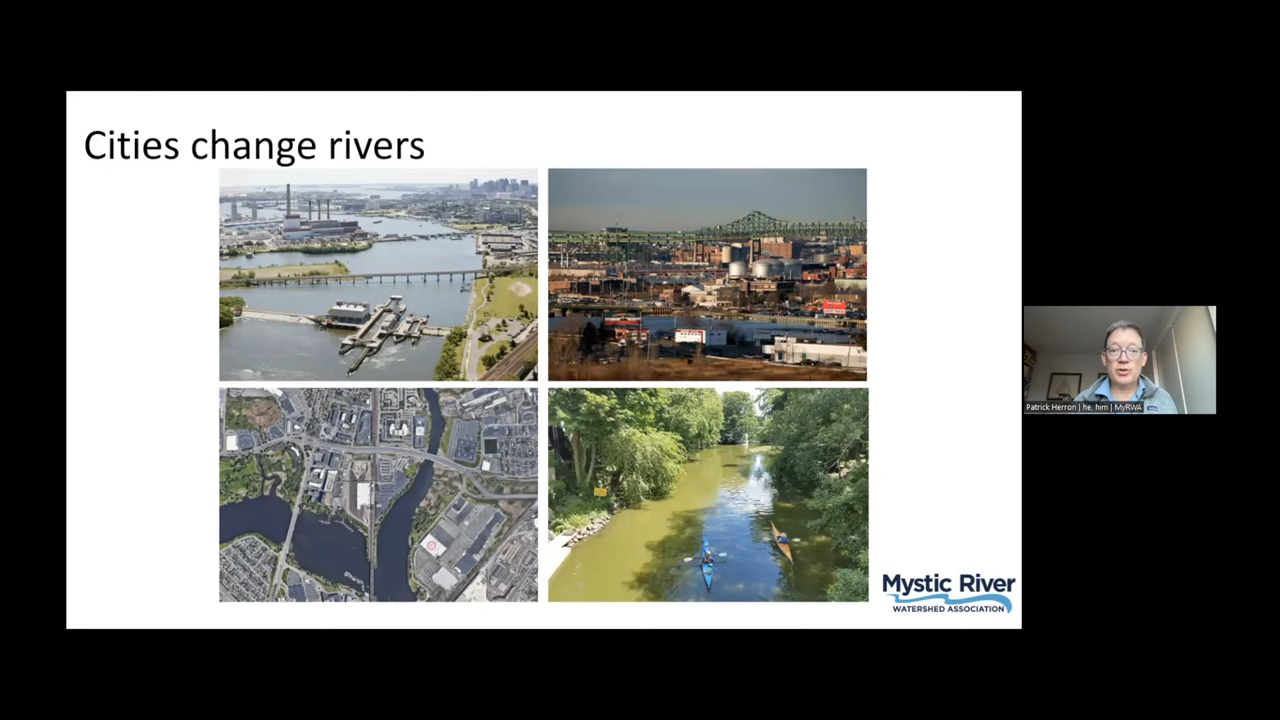 Cities change rivers
Mystic River
WATERSHED ASSOCIATION
Patrick Herron | he, him | MyRWA